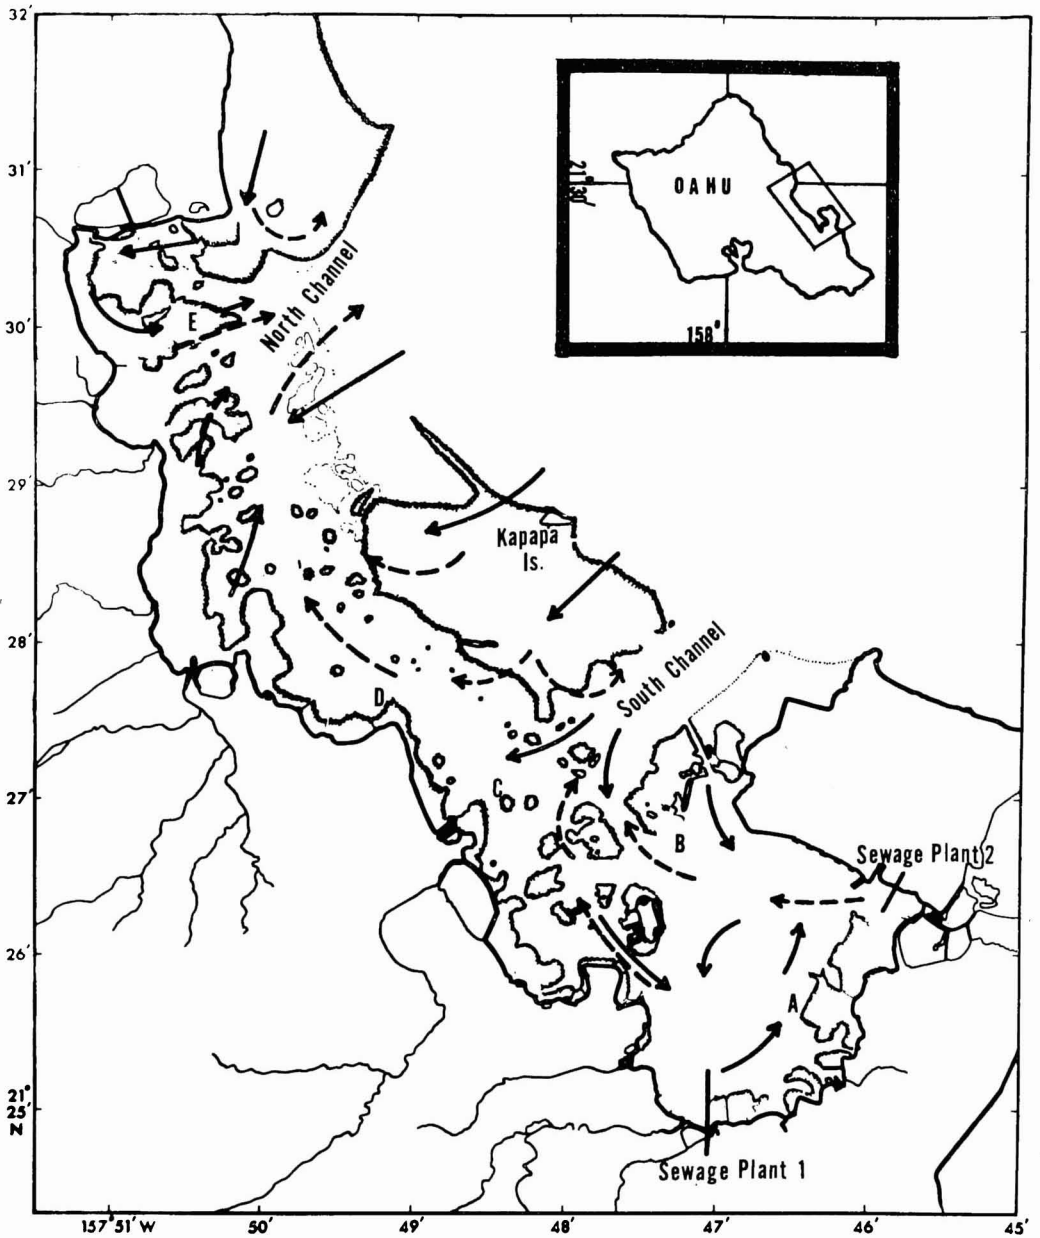 32'
31'
30'
29'
28'
27'
26'
21°
25'
N
OAHU
21°30'
158°
North Channel
E
Kapapa
Is.
South Channel
D
C
B
Sewage Plant 2
A
Sewage Plant 1
157°51'W
50'
49'
48'
47'
46'
45'